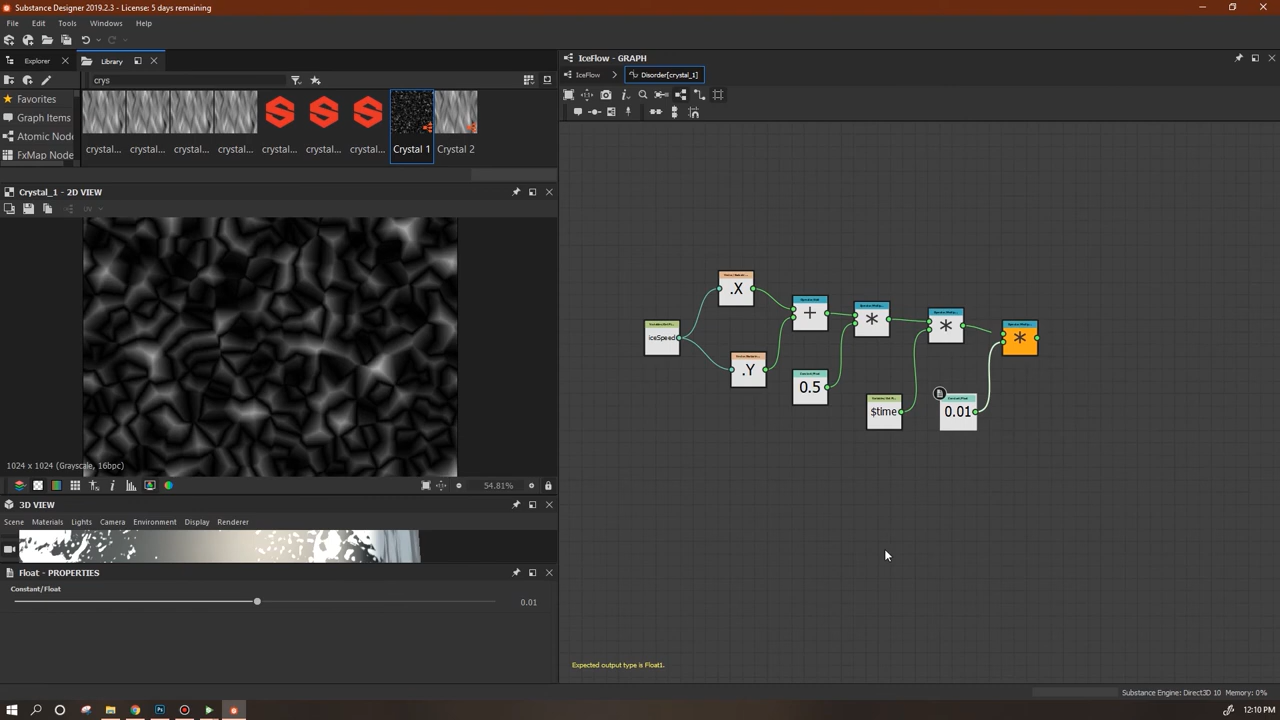 Substance Designer 2019.2.3 - License: 5 days remaining
File Edit Tools Windows Help
Explorer
Library
IceFlow - GRAPH
IceFlow
Disorder[crystal_1]
crys
Favorites
Graph Items
Atomic Node
FxMap Node
crystal... crystal... crystal... crystal... crystal... crystal... crystal... Crystal 1 Crystal 2
Crystal_1 - 2D VIEW
UV
.X
iceSpeed
+
*
*
*
.Y
0.5
$time
0.01
1024 x 1024 (Grayscale, 16bpc)
54.81%
3D VIEW
Scene Materials Lights Camera Environment Display Renderer
Float - PROPERTIES
Constant/Float
0.01
Expected output type is Float1.
Substance Engine: Direct3D 10 Memory: 0%
12:10 PM